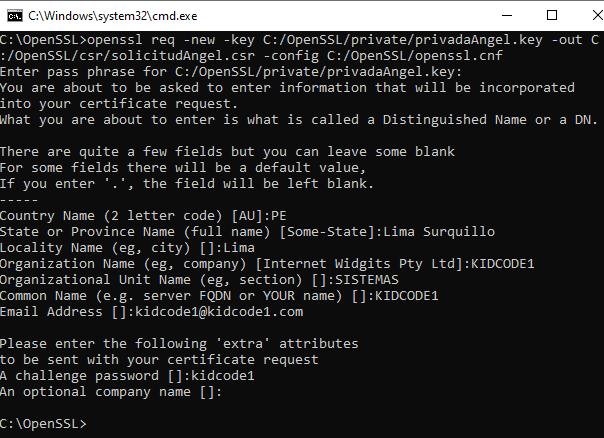 C:\Windows\system32\cmd.exe
C:\OpenSSL>openssl req -new -key C:/OpenSSL/private/privadaAngel.key -out C
:/OpenSSL/csr/solicitudAngel.csr -config C:/OpenSSL/openssl.cnf
Enter pass phrase for C:/OpenSSL/private/privadaAngel.key:
You are about to be asked to enter information that will be incorporated
into your certificate request.
What you are about to enter is what is called a Distinguished Name or a DN.

There are quite a few fields but you can leave some blank
For some fields there will be a default value,
If you enter '.', the field will be left blank.
-----
Country Name (2 letter code) [AU]:PE
State or Province Name (full name) [Some-State]:Lima Surquillo
Locality Name (eg, city) []:Lima
Organization Name (eg, company) [Internet Widgits Pty Ltd]:KIDCODE1
Organizational Unit Name (eg, section) []:SISTEMAS
Common Name (e.g. server FQDN or YOUR name) []:KIDCODE1
Email Address []:kidcode1@kidcode1.com

Please enter the following 'extra' attributes
to be sent with your certificate request
A challenge password []:kidcode1
An optional company name []:

C:\OpenSSL>